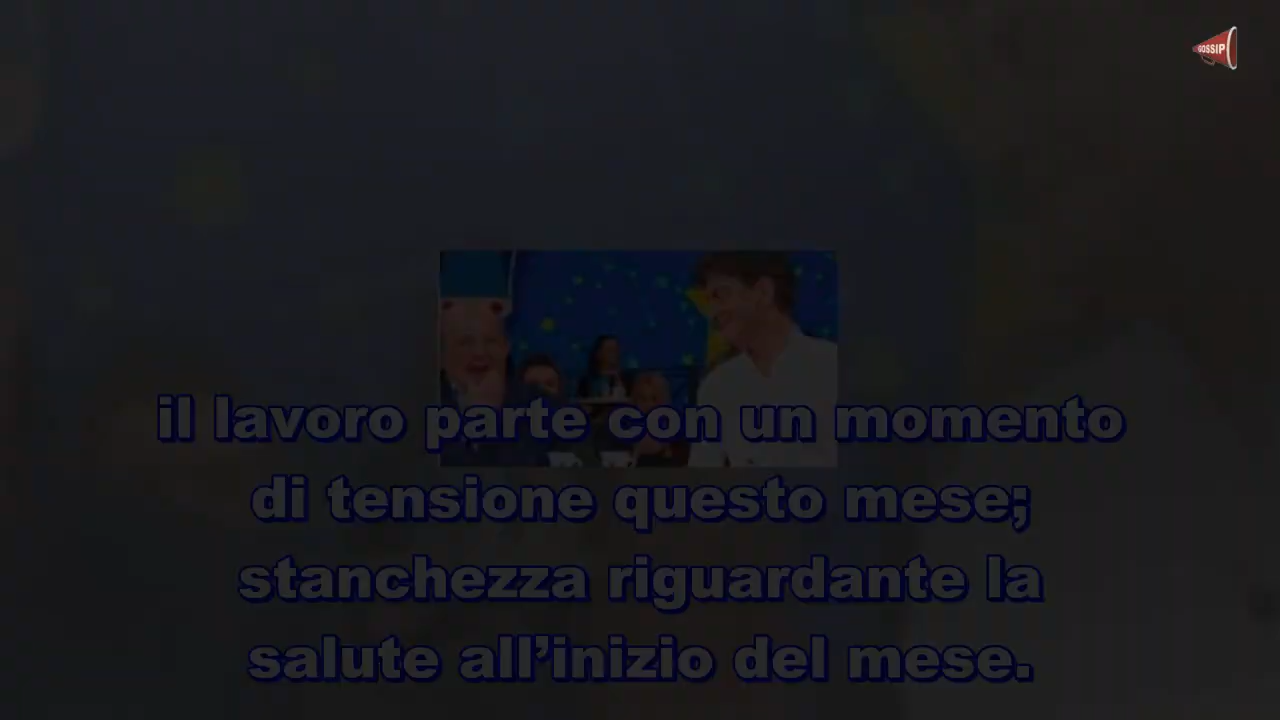 GOSSIP
il lavoro parte con un momento
di tensione questo mese;
stanchezza riguardante la
salute all’inizio del mese.